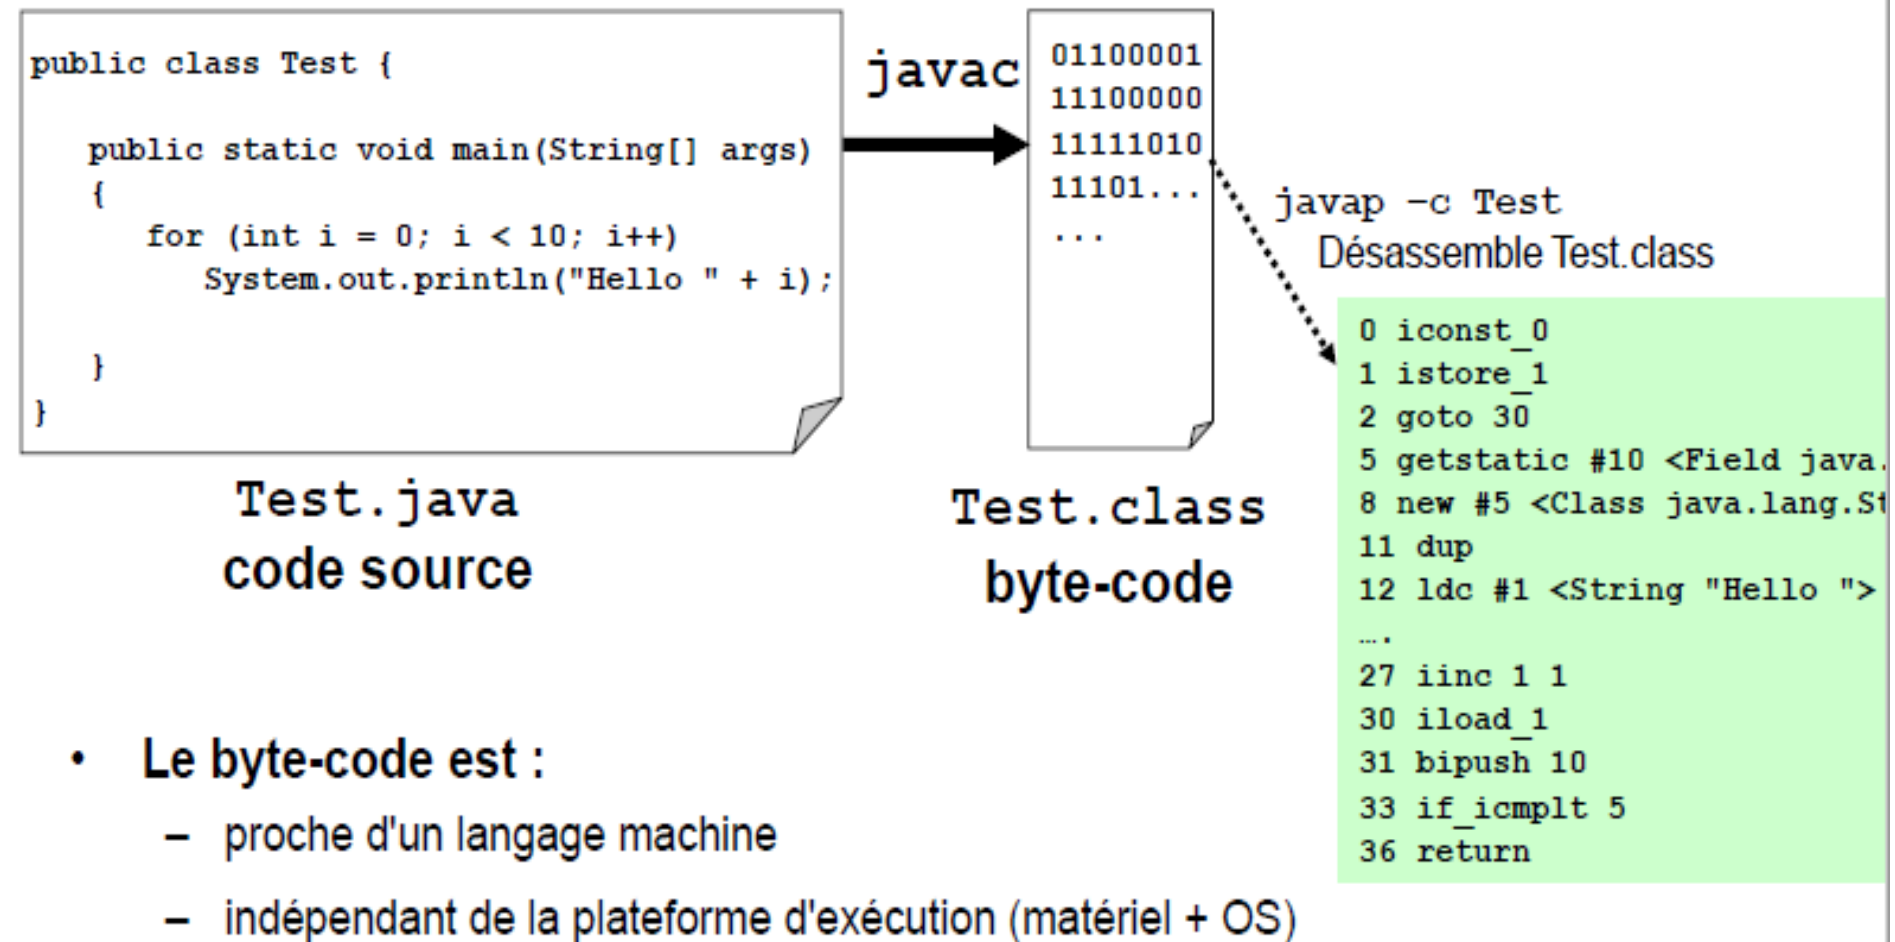 public class Test {
public static void main(String[] args)
{
for (int i = 0; i < 10; i++)
System.out.println("Hello " + i);
}
}
Test.java
code source
javac
01100001
11100000
11111010
11101...
...
Test.class
byte-code
javap -c Test
Désassemble Test.class
0 iconst_0
1 istore_1
2 goto 30
5 getstatic #10 <Field java.
8 new #5 <Class java.lang.St
11 dup
12 ldc #1 <String "Hello ">
….
27 iinc 1 1
30 iload_1
31 bipush 10
33 if_icmplt 5
36 return
• Le byte-code est :
– proche d'un langage machine
– indépendant de la plateforme d'exécution (matériel + OS)